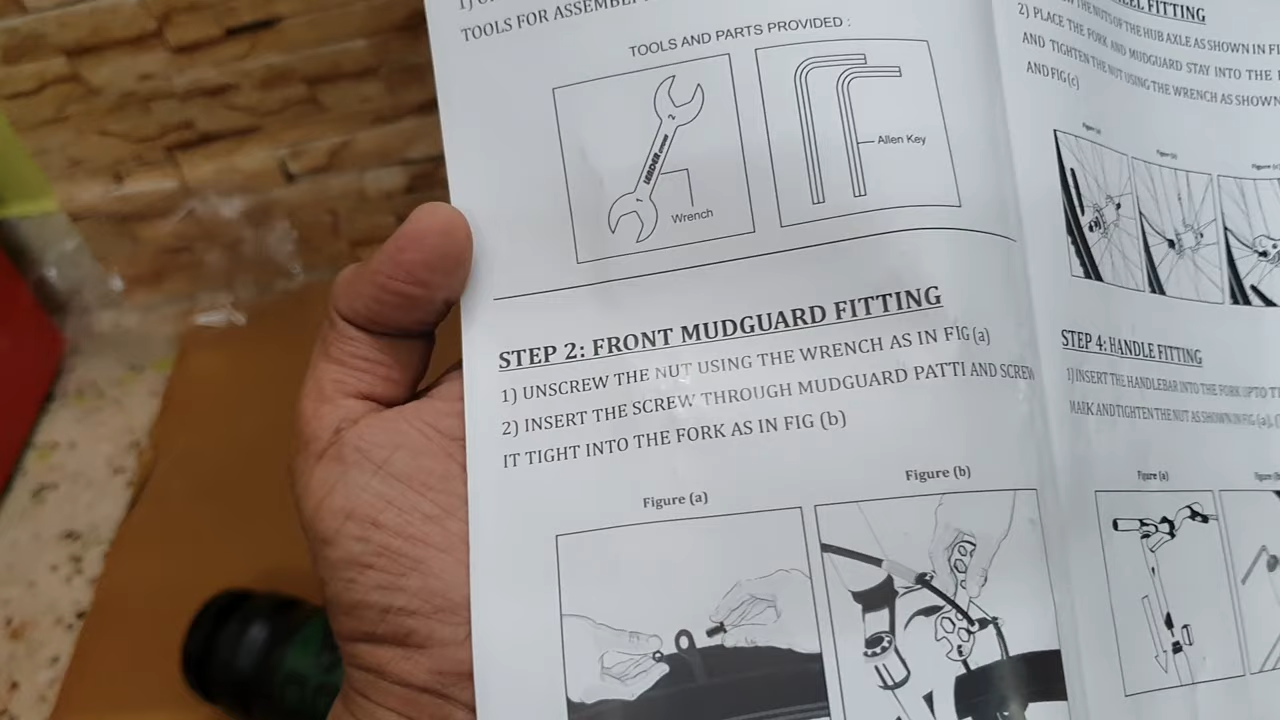 TOOLS FOR ASSEMBL
TOOLS AND PARTS PROVIDED :
2
LEADER
1
Wrench
Allen Key
STEP 2: FRONT MUDGUARD FITTING
1) UNSCREW THE NUT USING THE WRENCH AS IN FIG (a)
2) INSERT THE SCREW THROUGH MUDGUARD PATTI AND SCREW
IT TIGHT INTO THE FORK AS IN FIG (b)
Figure (a)
Figure (b)
FITTING
THE NUTS OF THE HUB AXLE AS SHOWN IN
2) PLACE THE FORK AND MUDGUARD STAY INTO THE
AND TIGHTEN THE NUT USING THE WRENCH AS SHOWN
AND FIG (c)
STEP 4: HANDLE FITTING
1) INSERT THE HANDLEBAR INTO THE FORK UPTO
MARK AND TIGHTEN THE NUT AS SHOWN IN FIG (a),
Figure (a)